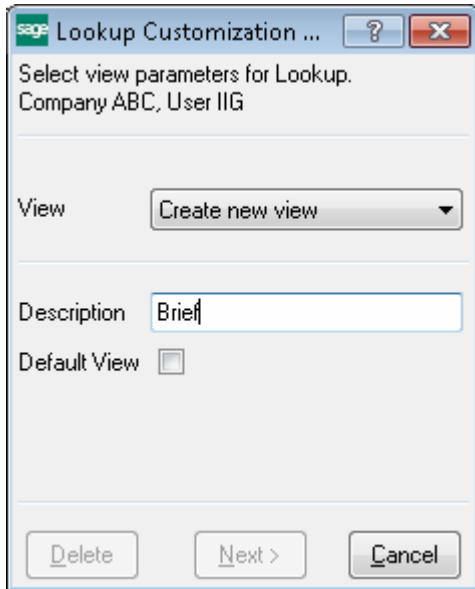 sage Lookup Customization ...
Select view parameters for Lookup.
Company ABC, User IIG
View Create new view
Description Brief
Default View
Delete Next > Cancel